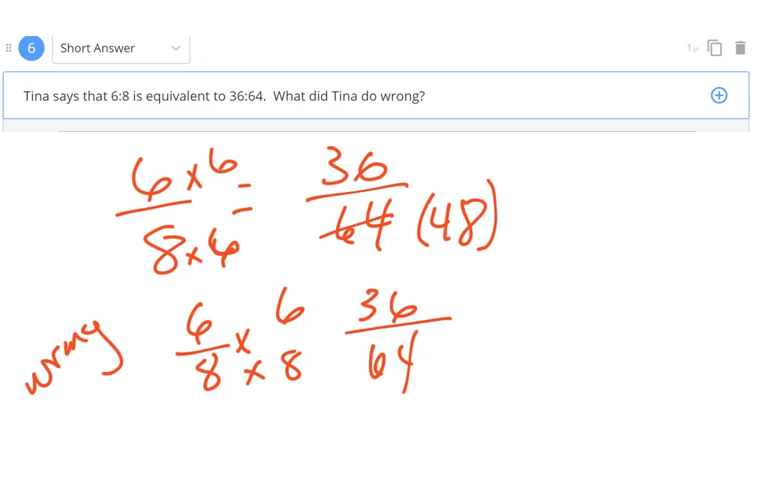 6 Short Answer 1 pt
Tina says that 6:8 is equivalent to 36:64. What did Tina do wrong?
6 x 6 = 36
8 x 6 64 (48)
wrong 6 x 6 36
8 x 8 64